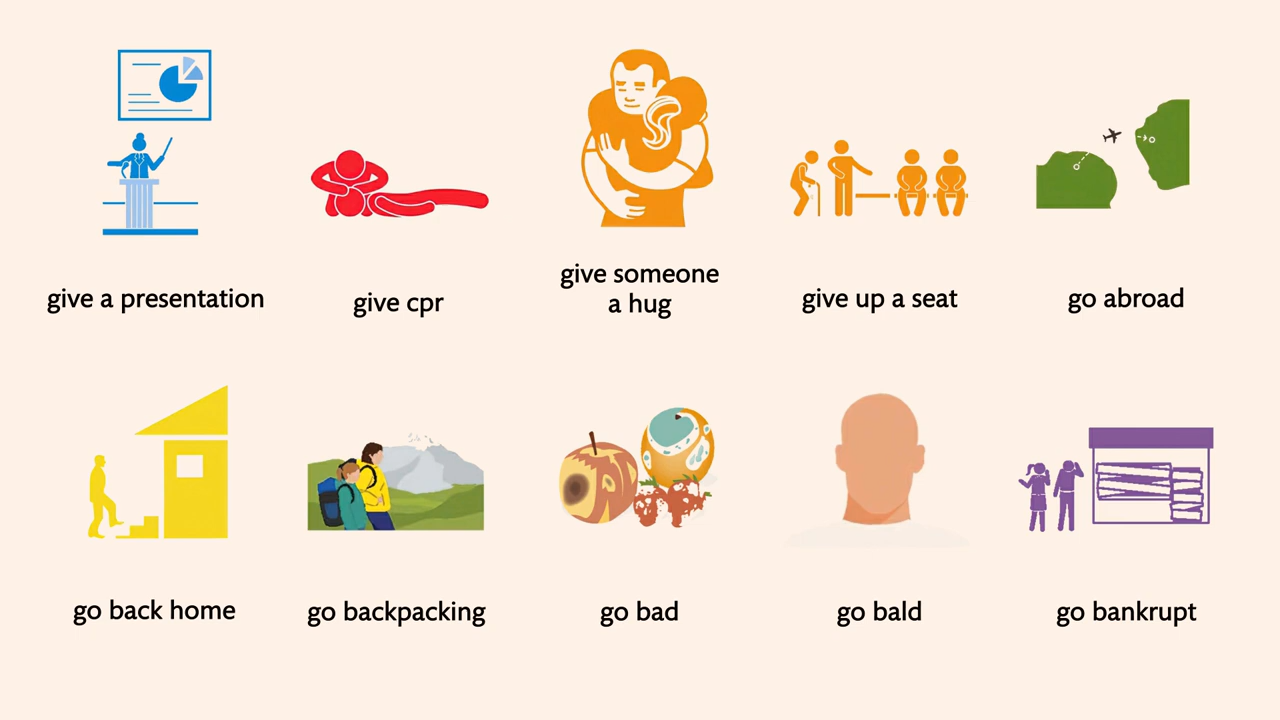 give a presentation
give cpr
give someone
a hug
give up a seat
go abroad
go back home
go backpacking
go bad
go bald
go bankrupt